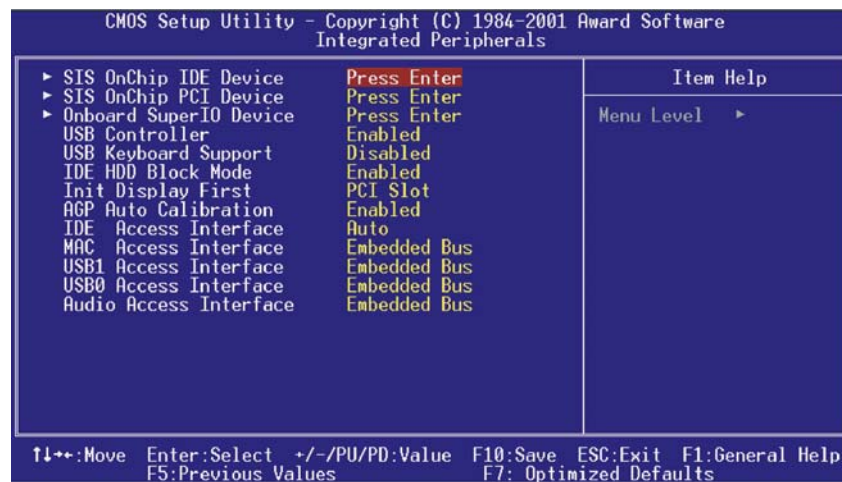 CMOS Setup Utility - Copyright (C) 1984-2001 Award Software
Integrated Peripherals
► SIS OnChip IDE Device Press Enter
► SIS OnChip PCI Device Press Enter
► Onboard SuperIO Device Press Enter
USB Controller Enabled
USB Keyboard Support Disabled
IDE HDD Block Mode Enabled
Init Display First PCI Slot
AGP Auto Calibration Enabled
IDE Access Interface Auto
MAC Access Interface Embedded Bus
USB1 Access Interface Embedded Bus
USB0 Access Interface Embedded Bus
Audio Access Interface Embedded Bus
Item Help
Menu Level ►
↑↓→←:Move Enter:Select +/-/PU/PD:Value F10:Save ESC:Exit F1:General Help
F5:Previous Values F7: Optimized Defaults